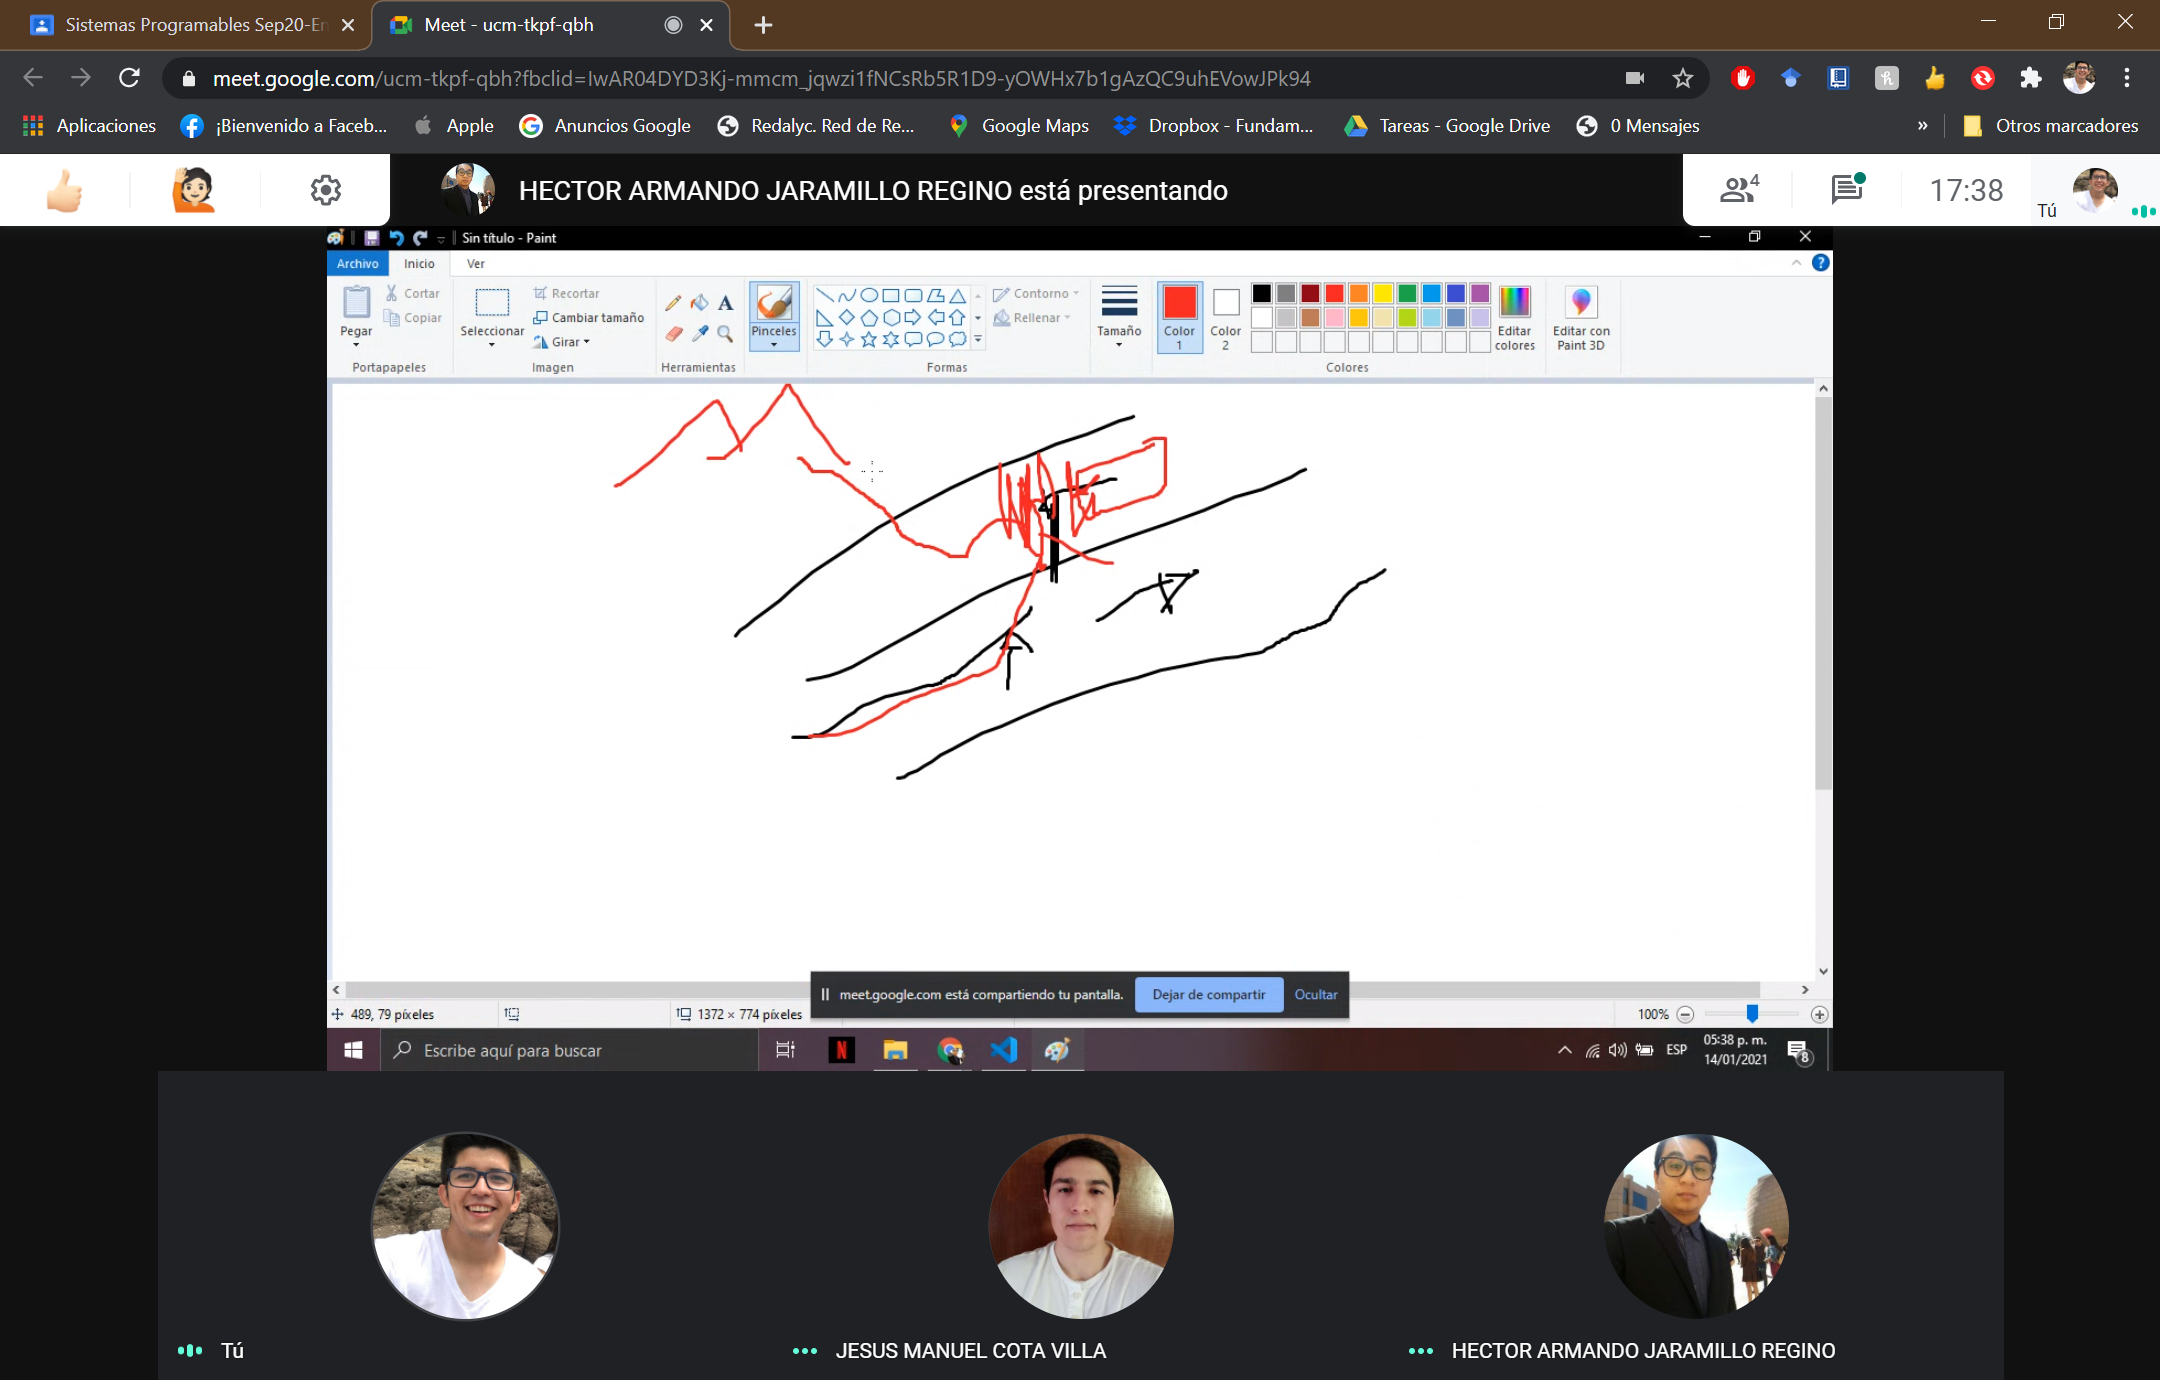 Sistemas Programables Sep20-En
Meet - ucm-tkpf-qbh
meet.google.com/ucm-tkpf-qbh?fbclid=IwAR04DYD3Kj-mmcm_jqwzi1fNCsRb5R1D9-yOWHx7b1gAzQC9uhEVowJPk94
Aplicaciones
¡Bienvenido a Faceb...
Apple
Anuncios Google
Redalyc. Red de Re...
Google Maps
Dropbox - Fundam...
Tareas - Google Drive
0 Mensajes
»
Otros marcadores
HECTOR ARMANDO JARAMILLO REGINO está presentando
4
17:38
Tú
Sin título - Paint
Archivo
Inicio
Ver
Pegar
Cortar
Copiar
Portapapeles
Seleccionar
Recortar
Cambiar tamaño
Girar
Imagen
A
Herramientas
Pinceles
Contorno
Rellenar
Formas
Tamaño
Color 1
Color 2
Editar colores
Colores
Editar con Paint 3D
meet.google.com está compartiendo tu pantalla.
Dejar de compartir
Ocultar
489, 79 píxeles
1372 × 774 píxeles
100%
Escribe aquí para buscar
N
ESP
05:38 p. m.
14/01/2021
8
Tú
JESUS MANUEL COTA VILLA
HECTOR ARMANDO JARAMILLO REGINO